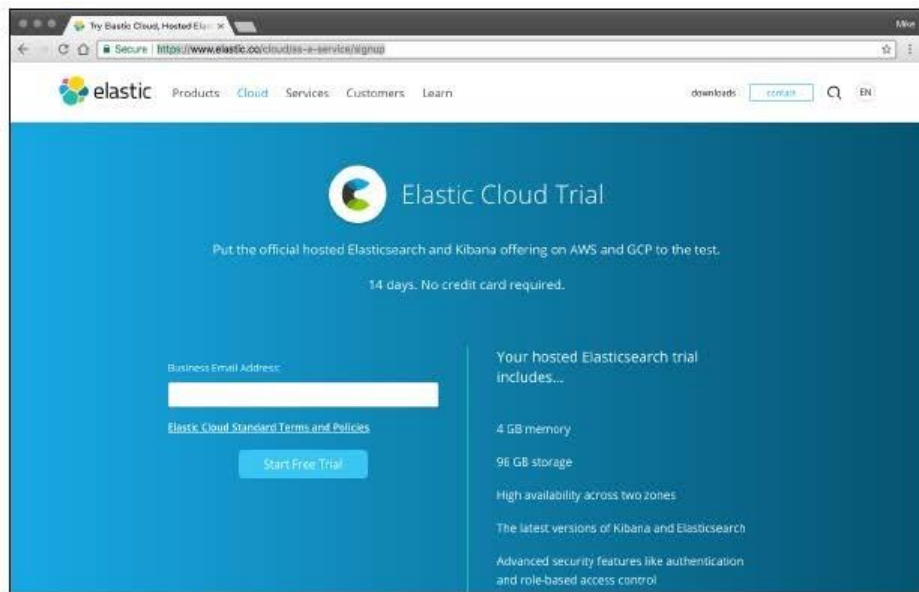 Try Elastic Cloud, Hosted Elas ×
Mike
Secure | https://www.elastic.co/cloud/as-a-service/signup
elastic Products Cloud Services Customers Learn downloads contact EN
Elastic Cloud Trial
Put the official hosted Elasticsearch and Kibana offering on AWS and GCP to the test.
14 days. No credit card required.
Business Email Address:
Elastic Cloud Standard Terms and Policies
Start Free Trial
Your hosted Elasticsearch trial
includes...
4 GB memory
96 GB storage
High availability across two zones
The latest versions of Kibana and Elasticsearch
Advanced security features like authentication
and role-based access control